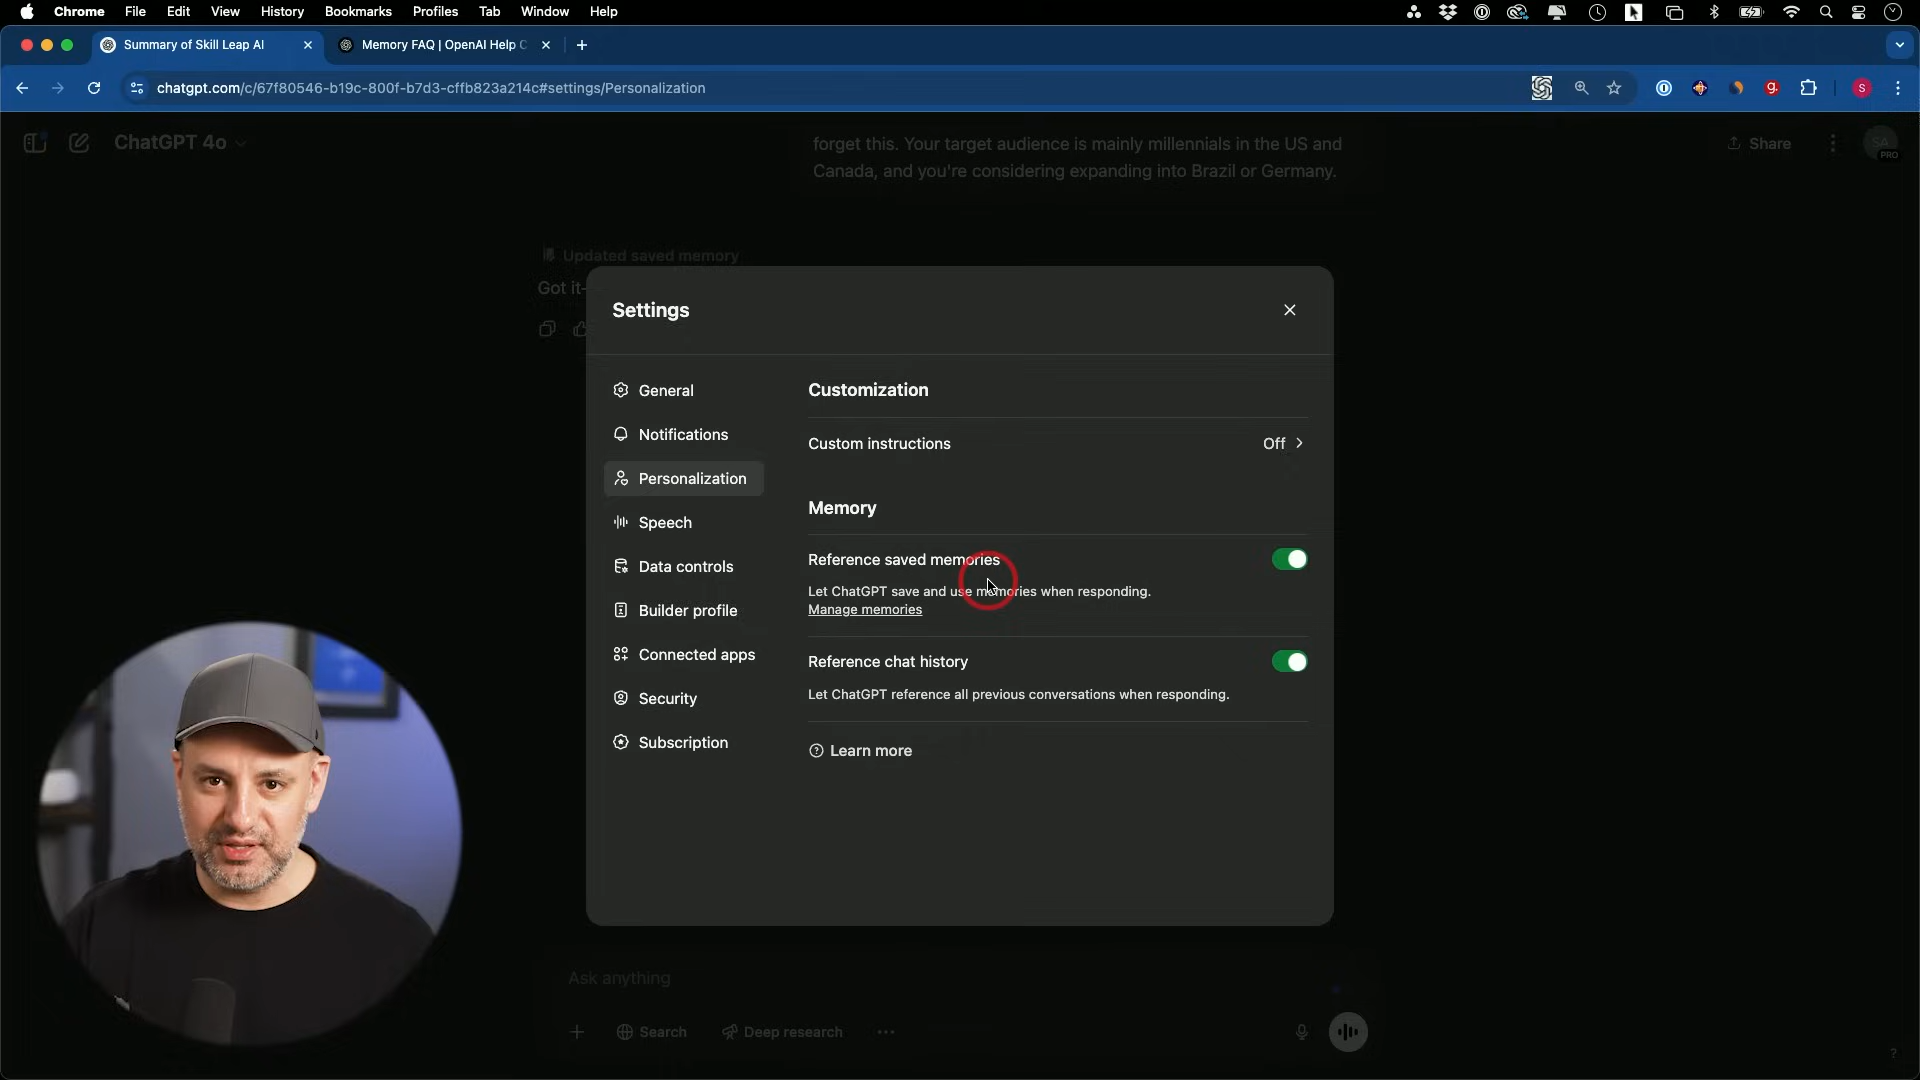 Chrome File Edit View History Bookmarks Profiles Tab Window Help
Summary of Skill Leap AI
Memory FAQ | OpenAI Help C
chatgpt.com/c/67f80546-b19c-800f-b7d3-cffb823a214c#settings/Personalization
ChatGPT 4o
forget this. Your target audience is mainly millennials in the US and
Canada, and you're considering expanding into Brazil or Germany.
Share
SA
PRO
Updated saved memory
Got it-
Settings
General
Notifications
Personalization
Speech
Data controls
Builder profile
Connected apps
Security
Subscription
Customization
Custom instructions Off
Memory
Reference saved memories
Let ChatGPT save and use memories when responding.
Manage memories
Reference chat history
Let ChatGPT reference all previous conversations when responding.
Learn more
Ask anything
Search Deep research